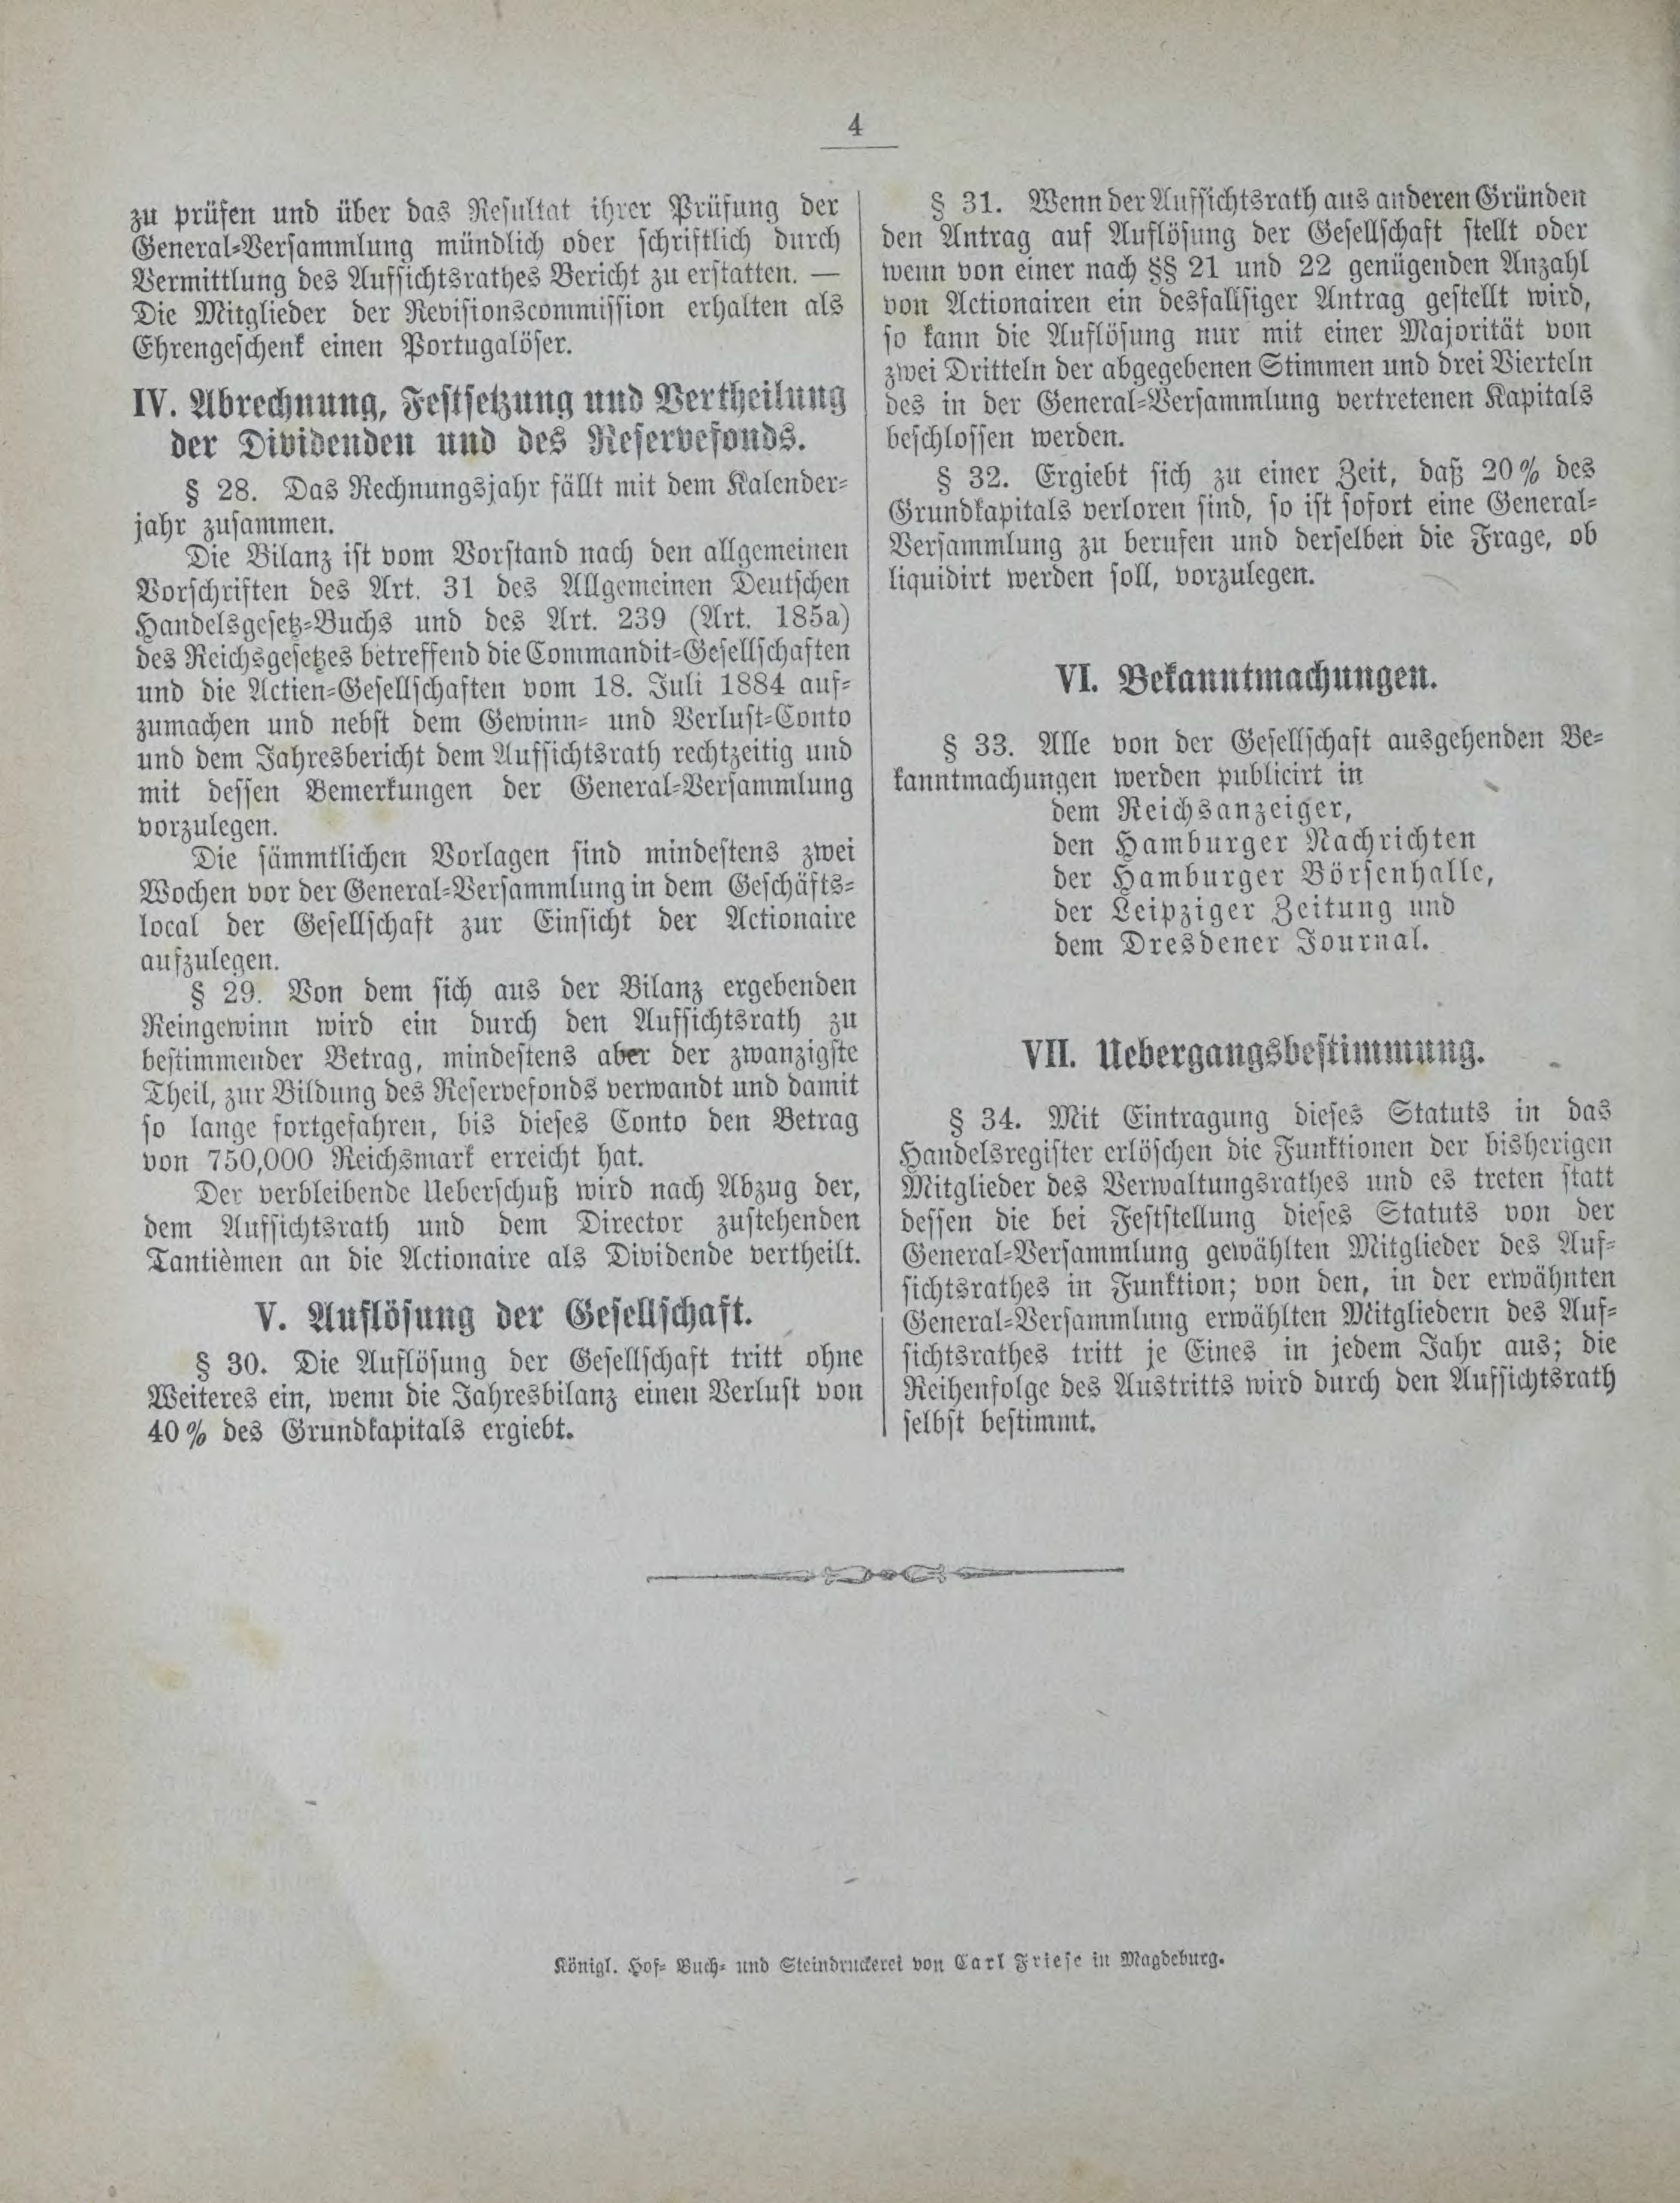 4
zu prüfen und über das Resultat ihrer Prüfung der
General-Versammlung mündlich oder schriftlich durch
Vermittlung des Aufsichtsrathes Bericht zu erstatten. —
Die Mitglieder der Revisionscommission erhalten als
Ehrengeschenk einen Portugalöser.
IV. Abrechnung, Festsetzung und Vertheilung
der Dividenden und des Reservefonds.
§ 28. Das Rechnungsjahr fällt mit dem Kalender-
jahr zusammen.
Die Bilanz ist vom Vorstand nach den allgemeinen
Vorschriften des Art. 31 des Allgemeinen Deutschen
Handelsgesetz-Buchs und des Art. 239 (Art. 185a)
des Reichsgesetzes betreffend die Commandit-Gesellschaften
und die Actien-Gesellschaften vom 18. Juli 1884 auf-
zumachen und nebst dem Gewinn- und Verlust-Conto
und dem Jahresbericht dem Aufsichtsrath rechtzeitig und
mit dessen Bemerkungen der General-Versammlung
vorzulegen.
Die sämmtlichen Vorlagen sind mindestens zwei
Wochen vor der General-Versammlung in dem Geschäfts-
local der Gesellschaft zur Einsicht der Actionaire
aufzulegen.
§ 29. Von dem sich aus der Bilanz ergebenden
Reingewinn wird ein durch den Aufsichtsrath zu
bestimmender Betrag, mindestens aber der zwanzigste
Theil, zur Bildung des Reservefonds verwandt und damit
so lange fortgefahren, bis dieses Conto den Betrag
von 750,000 Reichsmark erreicht hat.
Der verbleibende Ueberschuß wird nach Abzug der,
dem Aufsichtsrath und dem Director zustehenden
Tantièmen an die Actionaire als Dividende vertheilt.
V. Auflösung der Gesellschaft.
§ 30. Die Auflösung der Gesellschaft tritt ohne
Weiteres ein, wenn die Jahresbilanz einen Verlust von
40% des Grundkapitals ergiebt.
§ 31. Wenn der Aufsichtsrath aus anderen Gründen
den Antrag auf Auflösung der Gesellschaft stellt oder
wenn von einer nach §§ 21 und 22 genügenden Anzahl
von Actionairen ein desfallsiger Antrag gestellt wird,
so kann die Auflösung nur mit einer Majorität von
zwei Dritteln der abgegebenen Stimmen und drei Vierteln
des in der General-Versammlung vertretenen Kapitals
beschlossen werden.
§ 32. Ergiebt sich zu einer Zeit, daß 20% des
Grundkapitals verloren sind, so ist sofort eine General-
Versammlung zu berufen und derselben die Frage, ob
liquidirt werden soll, vorzulegen.
VI. Bekanntmachungen.
§ 33. Alle von der Gesellschaft ausgehenden Be-
kanntmachungen werden publicirt in
dem Reichsanzeiger,
den Hamburger Nachrichten
der Hamburger Börsenhalle,
der Leipziger Zeitung und
dem Dresdener Journal.
VII. Uebergangsbestimmung.
§ 34. Mit Eintragung dieses Statuts in das
Handelsregister erlöschen die Funktionen der bisherigen
Mitglieder des Verwaltungsrathes und es treten statt
dessen die bei Feststellung dieses Statuts von der
General-Versammlung gewählten Mitglieder des Auf-
sichtsrathes in Funktion; von den, in der erwähnten
General-Versammlung erwählten Mitgliedern des Auf-
sichtsrathes tritt je Eines in jedem Jahr aus; die
Reihenfolge des Austritts wird durch den Aufsichtsrath
selbst bestimmt.
Königl. Hof- Buch- und Steindruckerei von Carl Friese in Magdeburg.